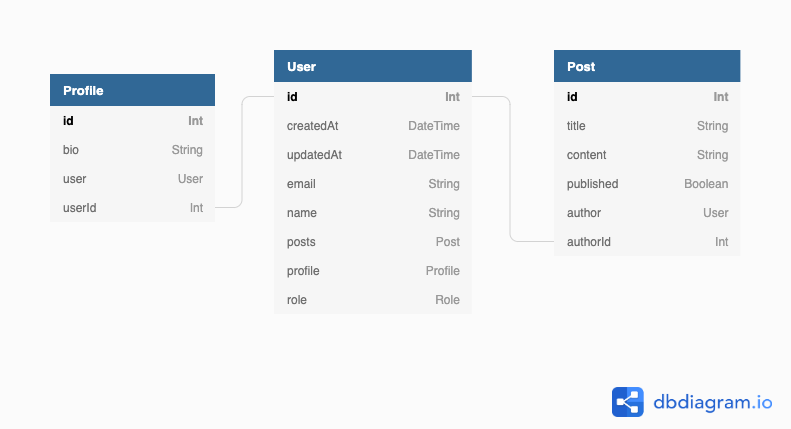 Profile
id Int
bio String
user User
userId Int
User
id Int
createdAt DateTime
updatedAt DateTime
email String
name String
posts Post
profile Profile
role Role
Post
id Int
title String
content String
published Boolean
author User
authorId Int
dbdiagram.io